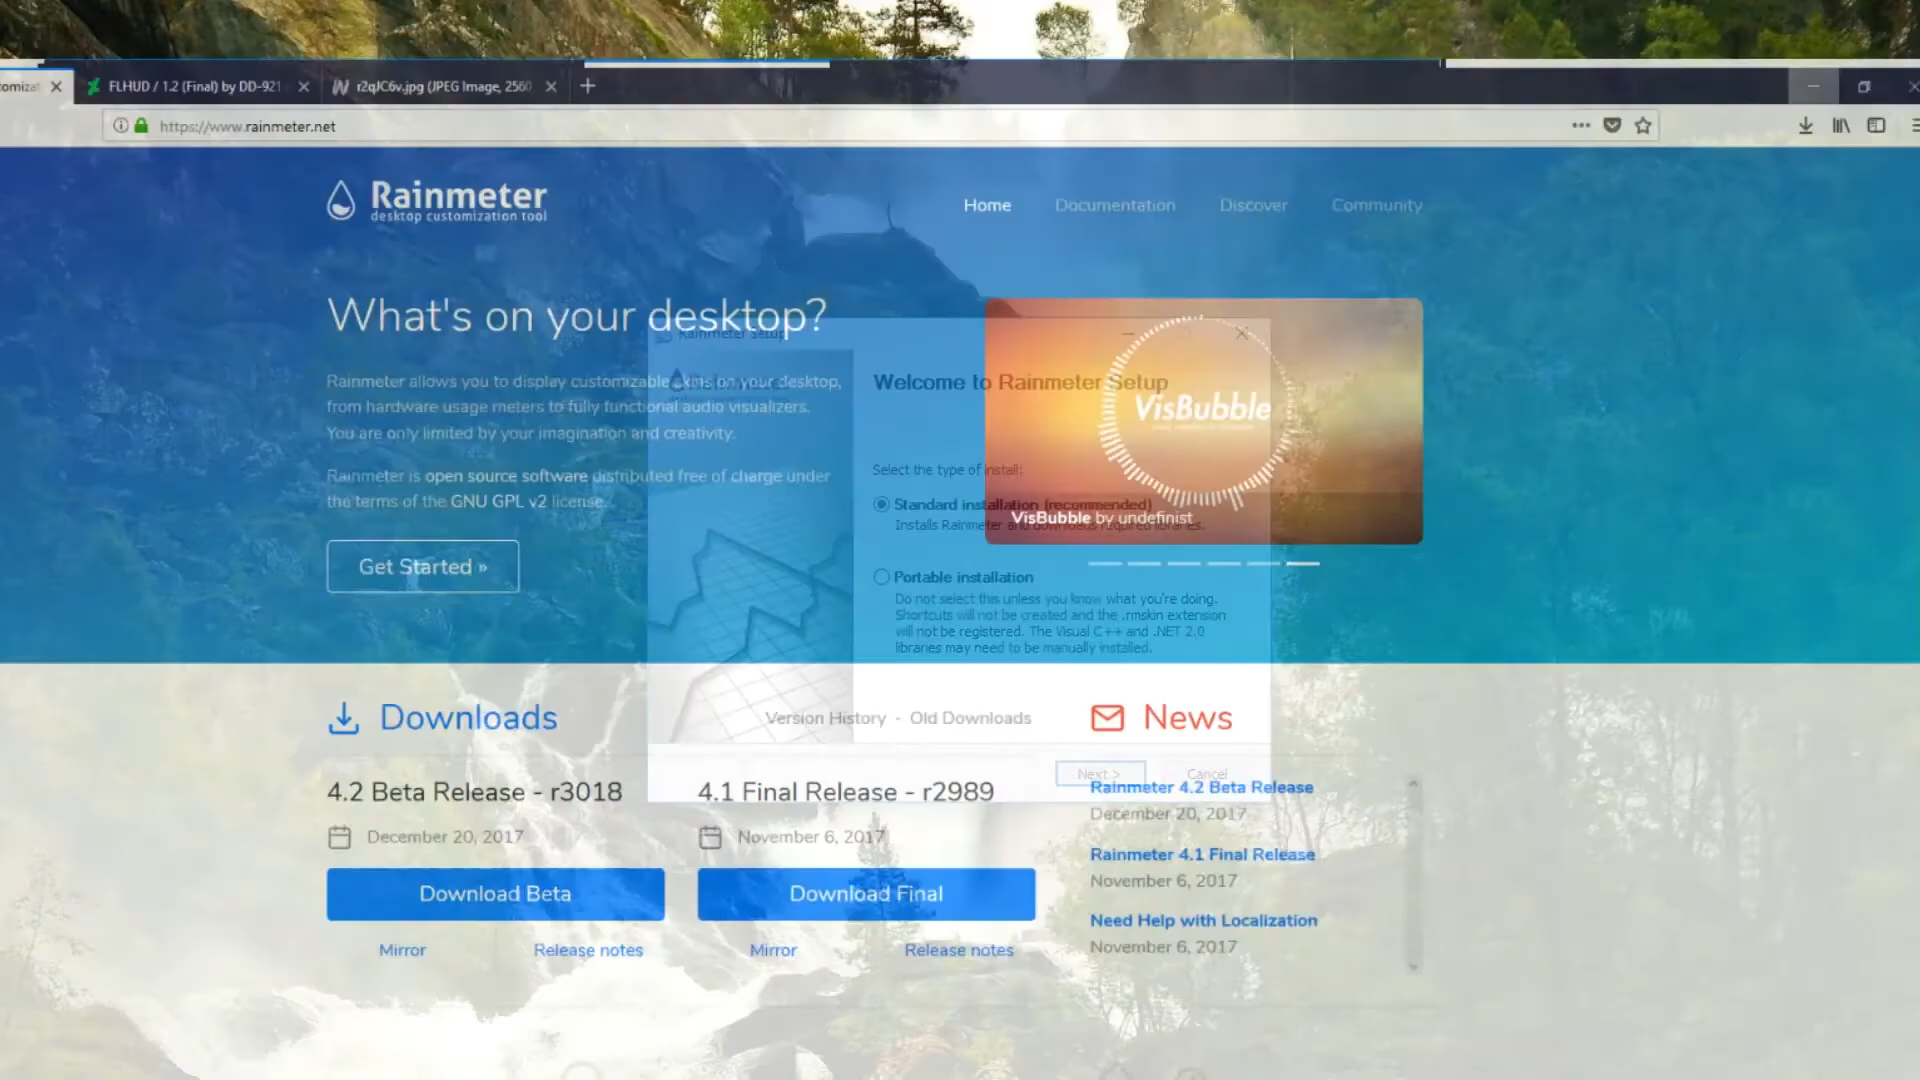 omizat
FLHUD / 1.2 (Final) by DD-921
r2qJC6v.jpg (JPEG Image, 2560
https://www.rainmeter.net
Rainmeter
desktop customization tool
Home
Documentation
Discover
Community
What's on your desktop?
Rainmeter allows you to display customizable skins on your desktop,
from hardware usage meters to fully functional audio visualizers.
You are only limited by your imagination and creativity.
Rainmeter is open source software distributed free of charge under
the terms of the GNU GPL v2 license.
Get Started »
Rainmeter Setup
Welcome to Rainmeter Setup
Select the type of install:
Standard installation (recommended)
Installs Rainmeter and downloads required libraries.
Portable installation
Do not select this unless you know what you're doing.
Shortcuts will not be created and the .rmskin extension
will not be registered. The Visual C++ and .NET 2.0
libraries may need to be manually installed.
Next >
Cancel
VisBubble
VisBubble by undefinist
Downloads
Version History · Old Downloads
4.2 Beta Release - r3018
December 20, 2017
Download Beta
Mirror
Release notes
4.1 Final Release - r2989
November 6, 2017
Download Final
Mirror
Release notes
News
Rainmeter 4.2 Beta Release
December 20, 2017
Rainmeter 4.1 Final Release
November 6, 2017
Need Help with Localization
November 6, 2017